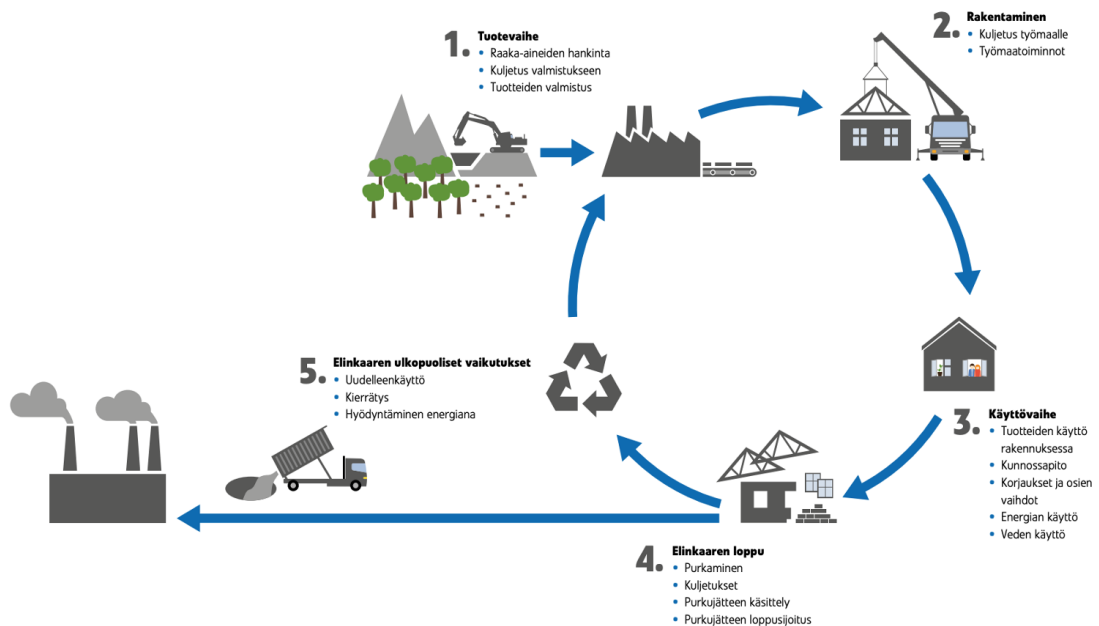 1. Tuotevaihe
• Raaka-aineiden hankinta
• Kuljetus valmistukseen
• Tuotteiden valmistus
2. Rakentaminen
• Kuljetus työmaalle
• Työmaatoiminnot
3. Käyttövaihe
• Tuotteiden käyttö
rakennuksessa
• Kunnossapito
• Korjaukset ja osien
vaihdot
• Energian käyttö
• Veden käyttö
4. Elinkaaren loppu
• Purkaminen
• Kuljetukset
• Purkujätteen käsittely
• Purkujätteen loppusijoitus
5. Elinkaaren ulkopuoliset vaikutukset
• Uudelleenkäyttö
• Kierrätys
• Hyödyntäminen energiana